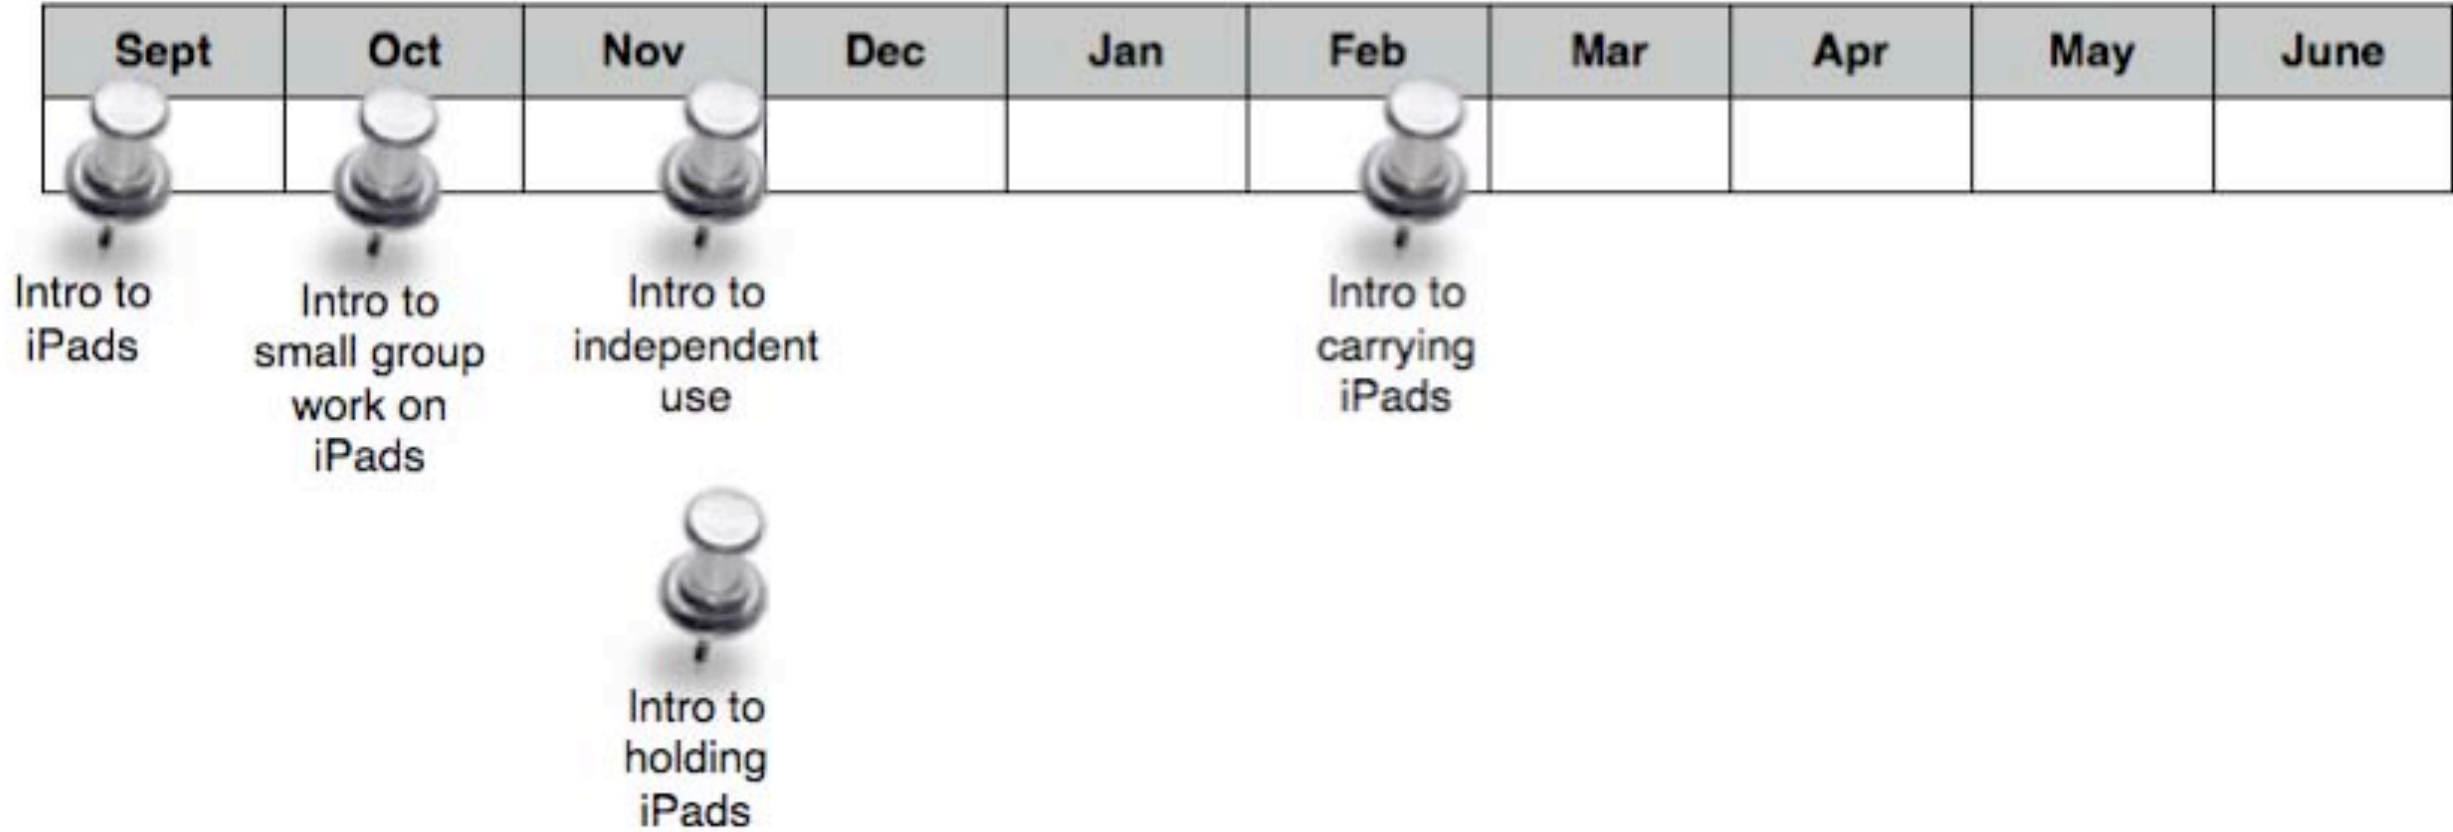 Sept Oct Nov Dec Jan Feb Mar Apr May June
Intro to
iPads
Intro to
small group
work on
iPads
Intro to
independent
use
Intro to
holding
iPads
Intro to
carrying
iPads